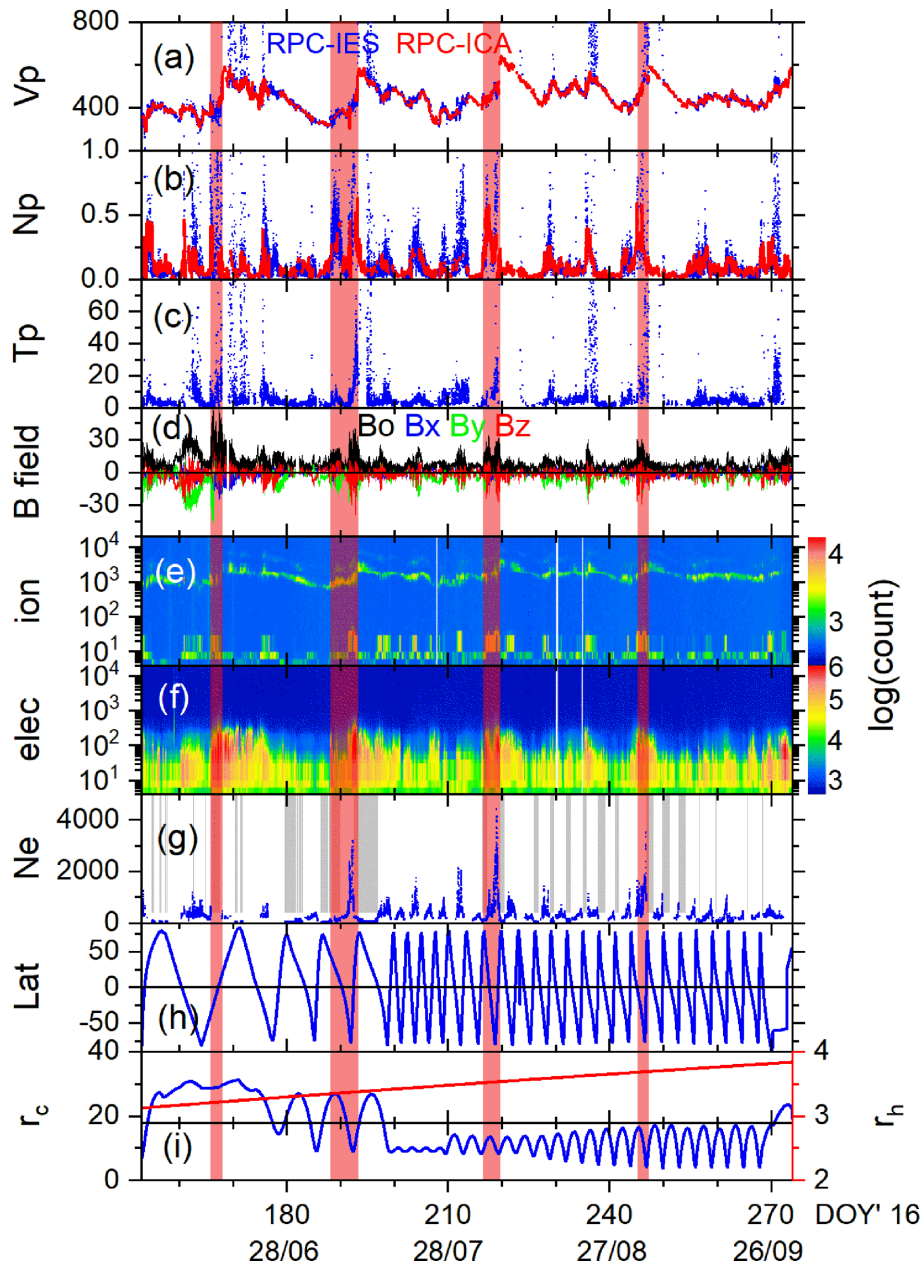 800
RPC-IES RPC-ICA
(a)
Vp
400
1.0
(b)
Np
0.5
0.0
60
(c)
Tp
40
20
0
(d) Bo Bx By Bz
B field
30
0
-30
10⁴
(e)
ion
10³
10²
10¹
4
3
10⁴
(f)
elec
10³
10²
10¹
6
5
4
3
log(count)
4000
(g)
Ne
2000
0
50
Lat
0
-50
(h)
40
4
r_c
20
3
r_h
(i)
0
2
180 210 240 270 DOY' 16
28/06 28/07 27/08 26/09